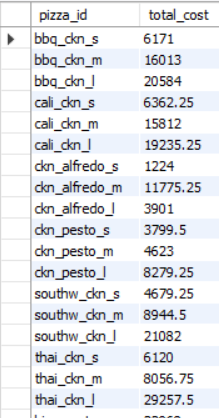 pizza_id total_cost
bbq_ckn_s 6171
bbq_ckn_m 16013
bbq_ckn_l 20584
cali_ckn_s 6362.25
cali_ckn_m 15812
cali_ckn_l 19235.25
ckn_alfredo_s 1224
ckn_alfredo_m 11775.25
ckn_alfredo_l 3901
ckn_pesto_s 3799.5
ckn_pesto_m 4623
ckn_pesto_l 8279.25
southw_ckn_s 4679.25
southw_ckn_m 8944.5
southw_ckn_l 21082
thai_ckn_s 6120
thai_ckn_m 8056.75
thai_ckn_l 29257.5